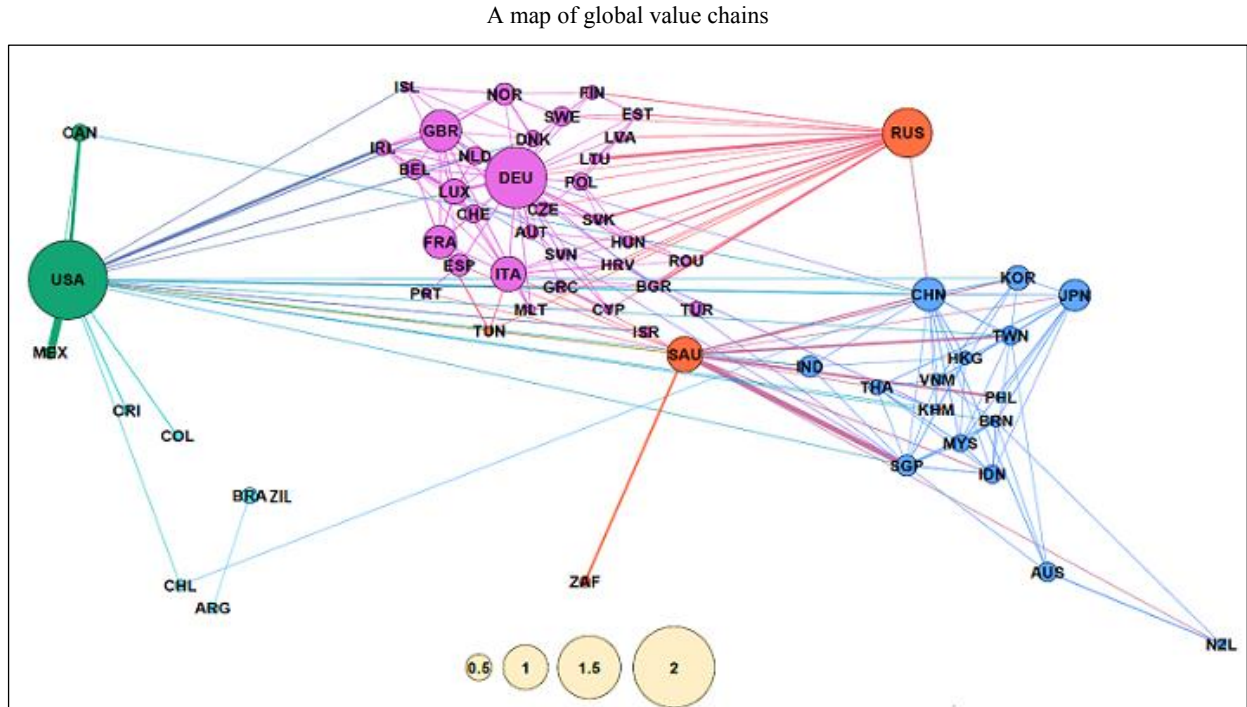 A map of global value chains
ISL
NOR
FIN
CAN
GBR
SWE
EST
RUS
DNK
LVA
IRL
NLD
LTU
BEL
DEU
POL
LUX
CHE
CZE
SVK
AUT
FRA
HUN
SVN
ESP
ITA
HRV
ROU
USA
GRC
BGR
KOR
PRT
CHN
JPN
MLT
CYP
TUR
TUN
ISR
TWN
MEX
SAU
HKG
IND
VNM
THA
PHL
CRI
KHM
BRN
COL
MYS
SGP
IDN
BRAZIL
AUS
ZAF
CHL
ARG
NZL
0.5 1 1.5 2